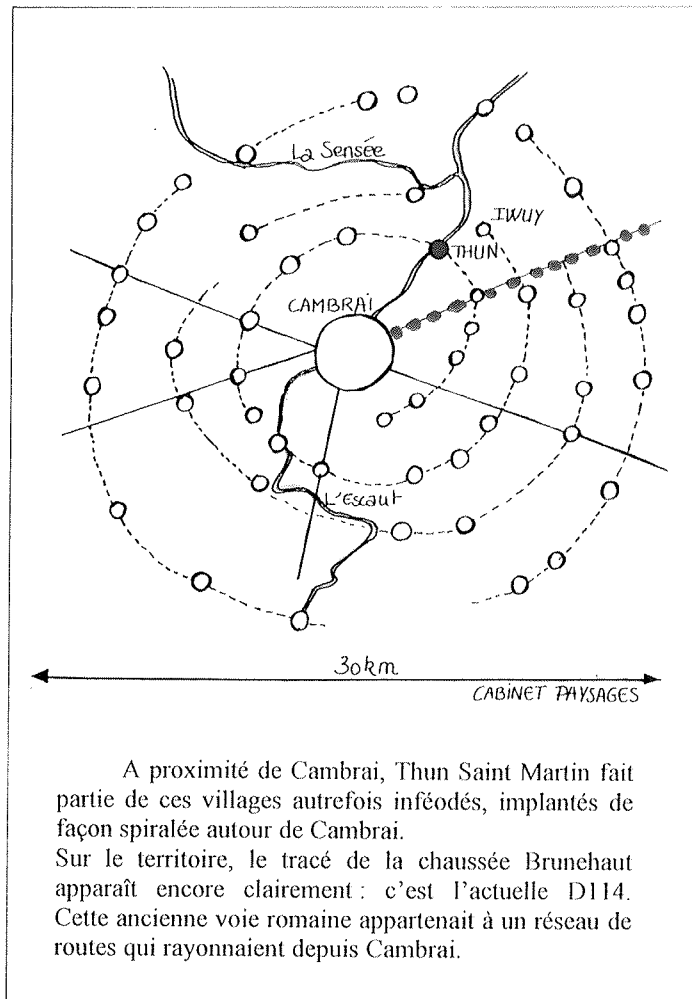 La Sensée
IWUY
THUN
CAMBRAI
L'Escaut
30km
CABINET PAYSAGES
A proximité de Cambrai, Thun Saint Martin fait
partie de ces villages autrefois inféodés, implantés de
façon spiralée autour de Cambrai.
Sur le territoire, le tracé de la chaussée Brunehaut
apparaît encore clairement : c'est l'actuelle D114.
Cette ancienne voie romaine appartenait à un réseau de
routes qui rayonnaient depuis Cambrai.